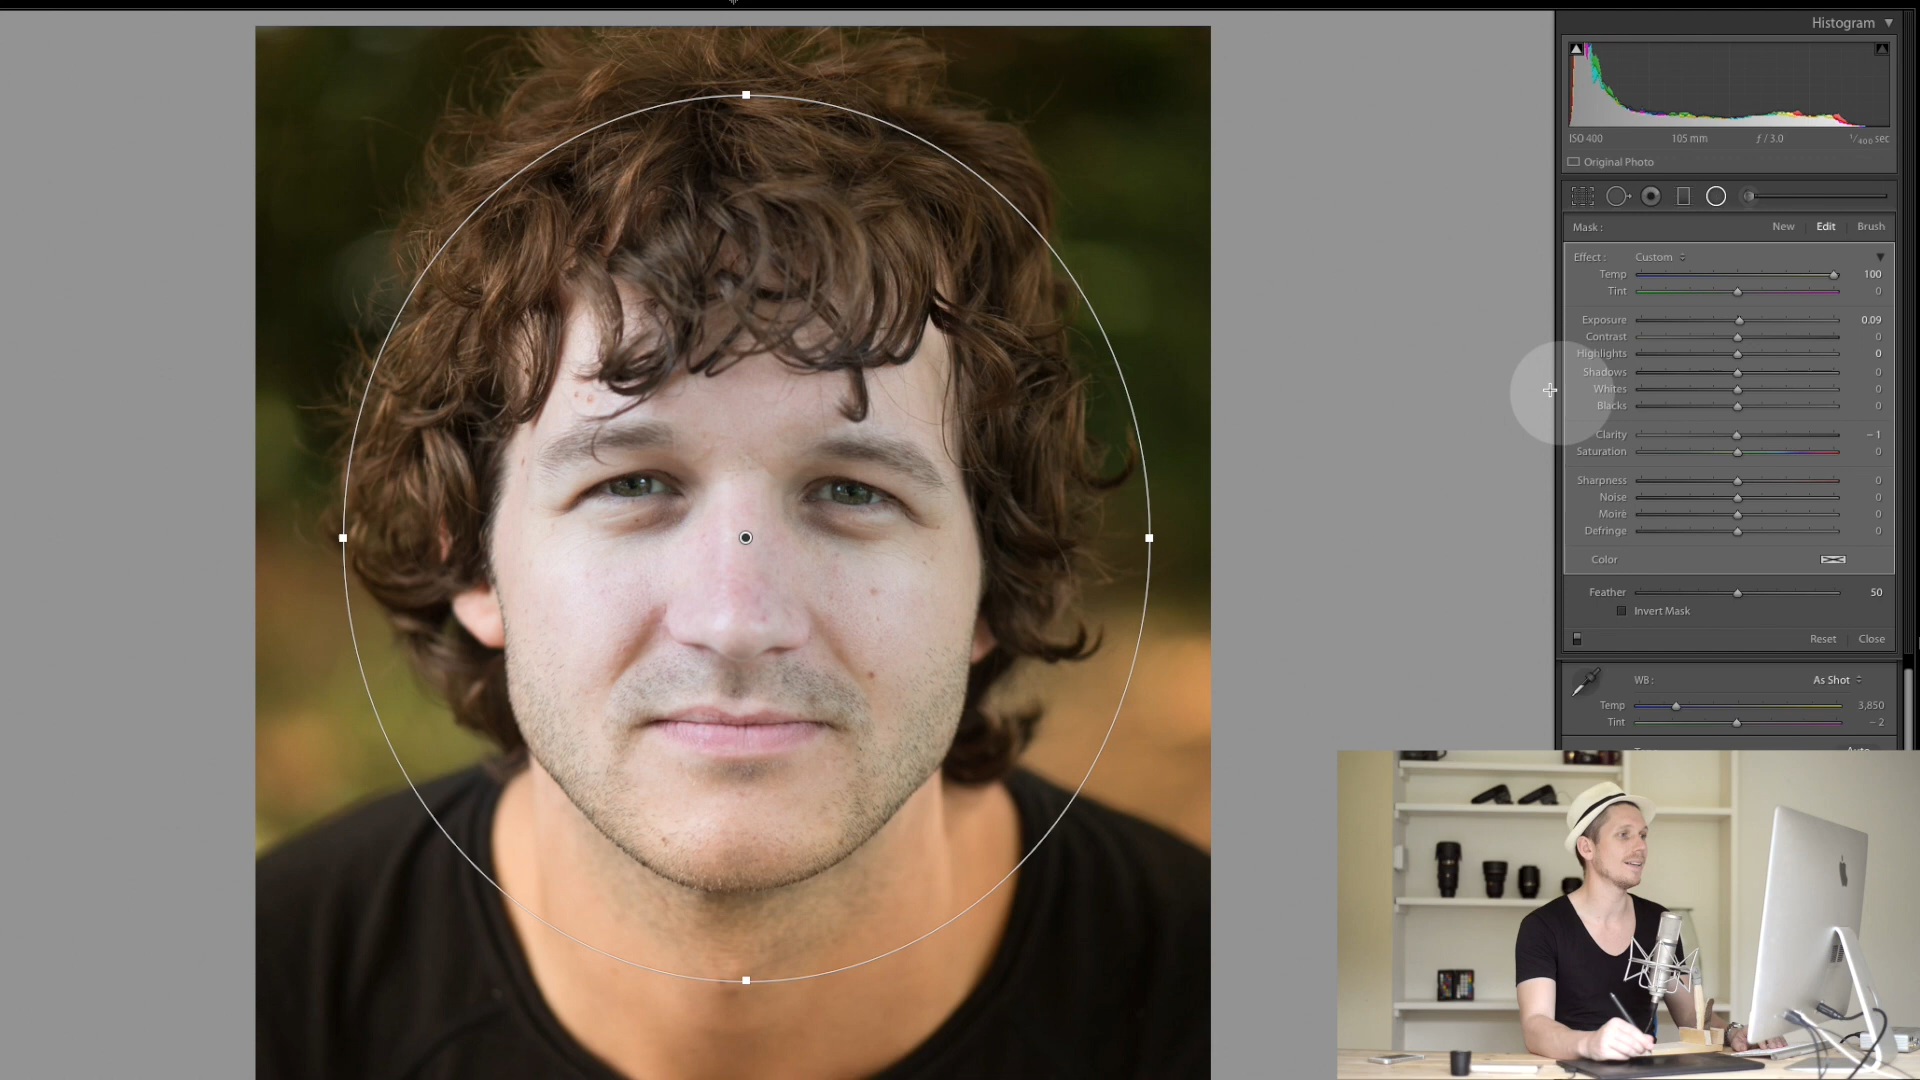 Histogram
ISO 400 105 mm ƒ / 3.0 1/400 sec
Original Photo
Mask : New Edit Brush
Effect : Custom
Temp 100
Tint 0
Exposure 0.09
Contrast 0
Highlights 0
Shadows 0
Whites 0
Blacks 0
Clarity – 1
Saturation 0
Sharpness 0
Noise 0
Moiré 0
Defringe 0
Color
Feather 50
Invert Mask
Reset Close
WB : As Shot
Temp 3,850
Tint – 2